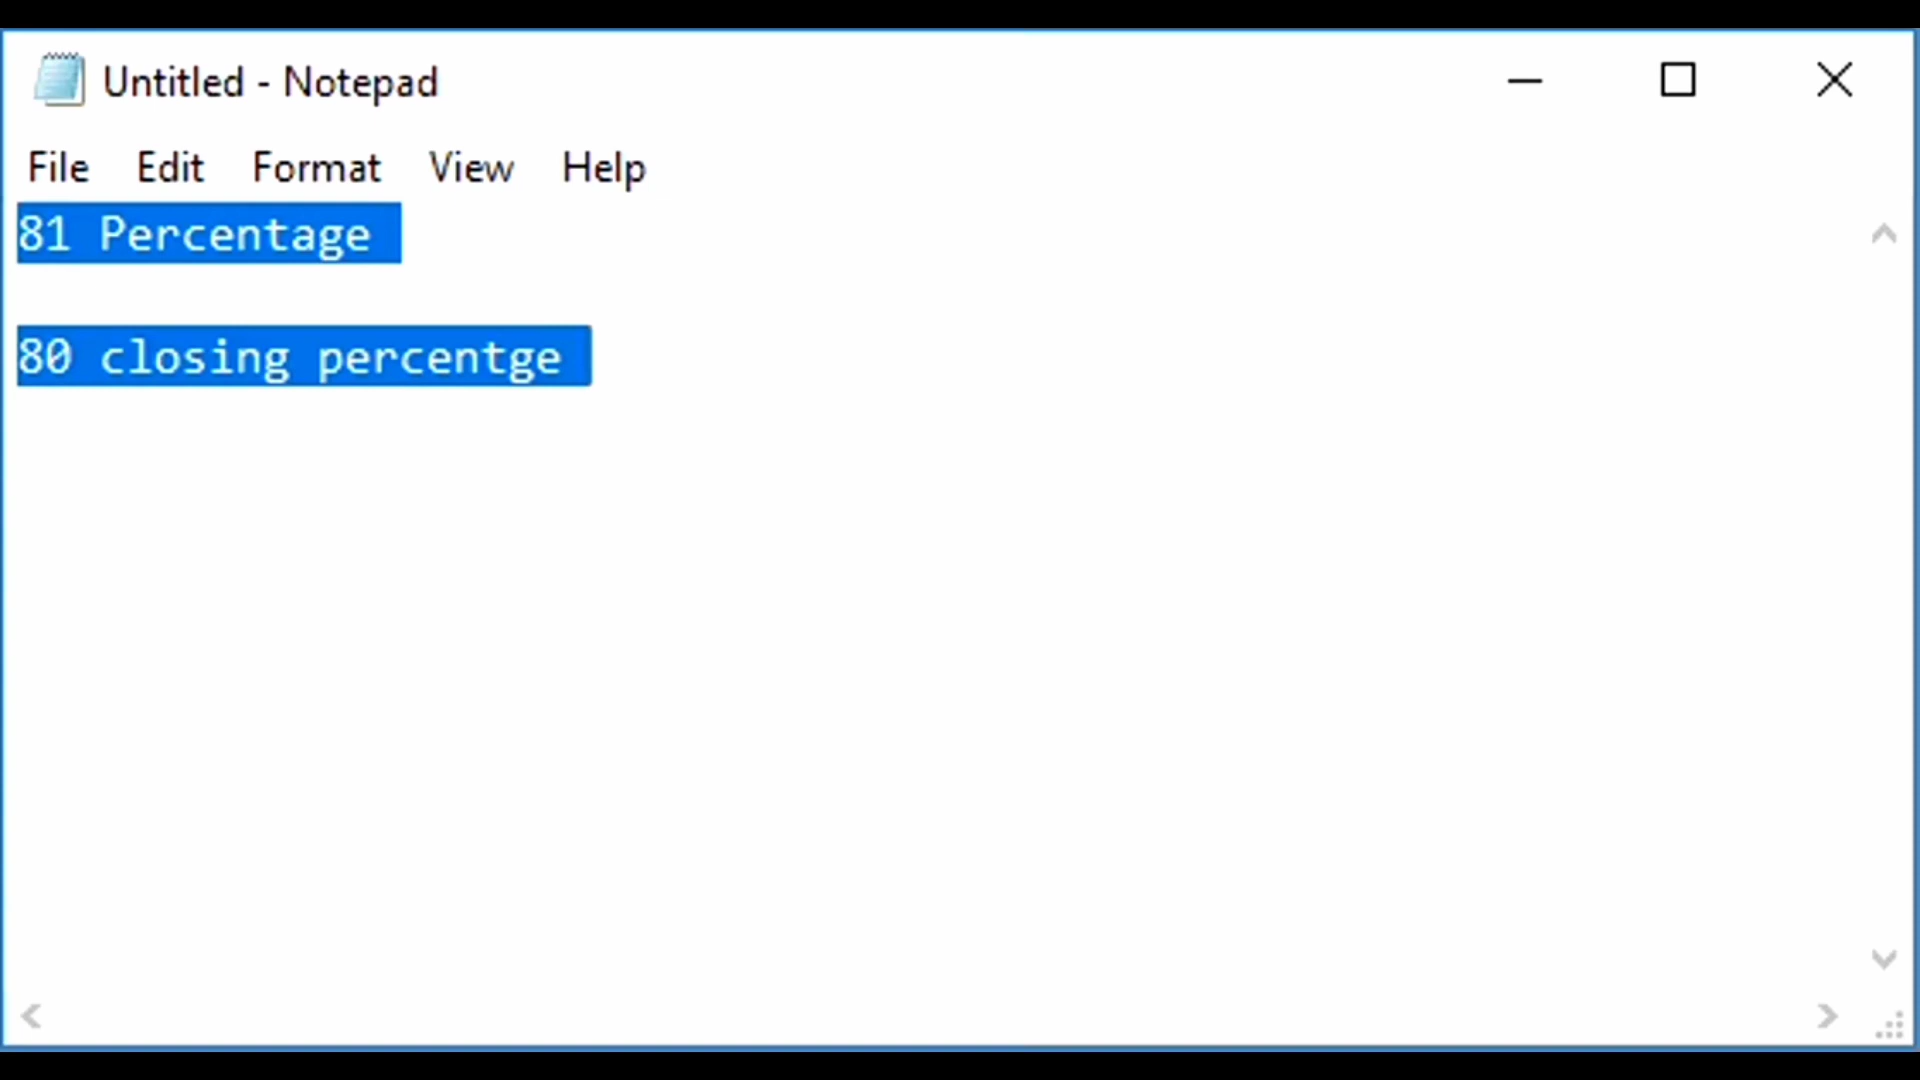 Untitled - Notepad
File Edit Format View Help
81 Percentage
80 closing percentge